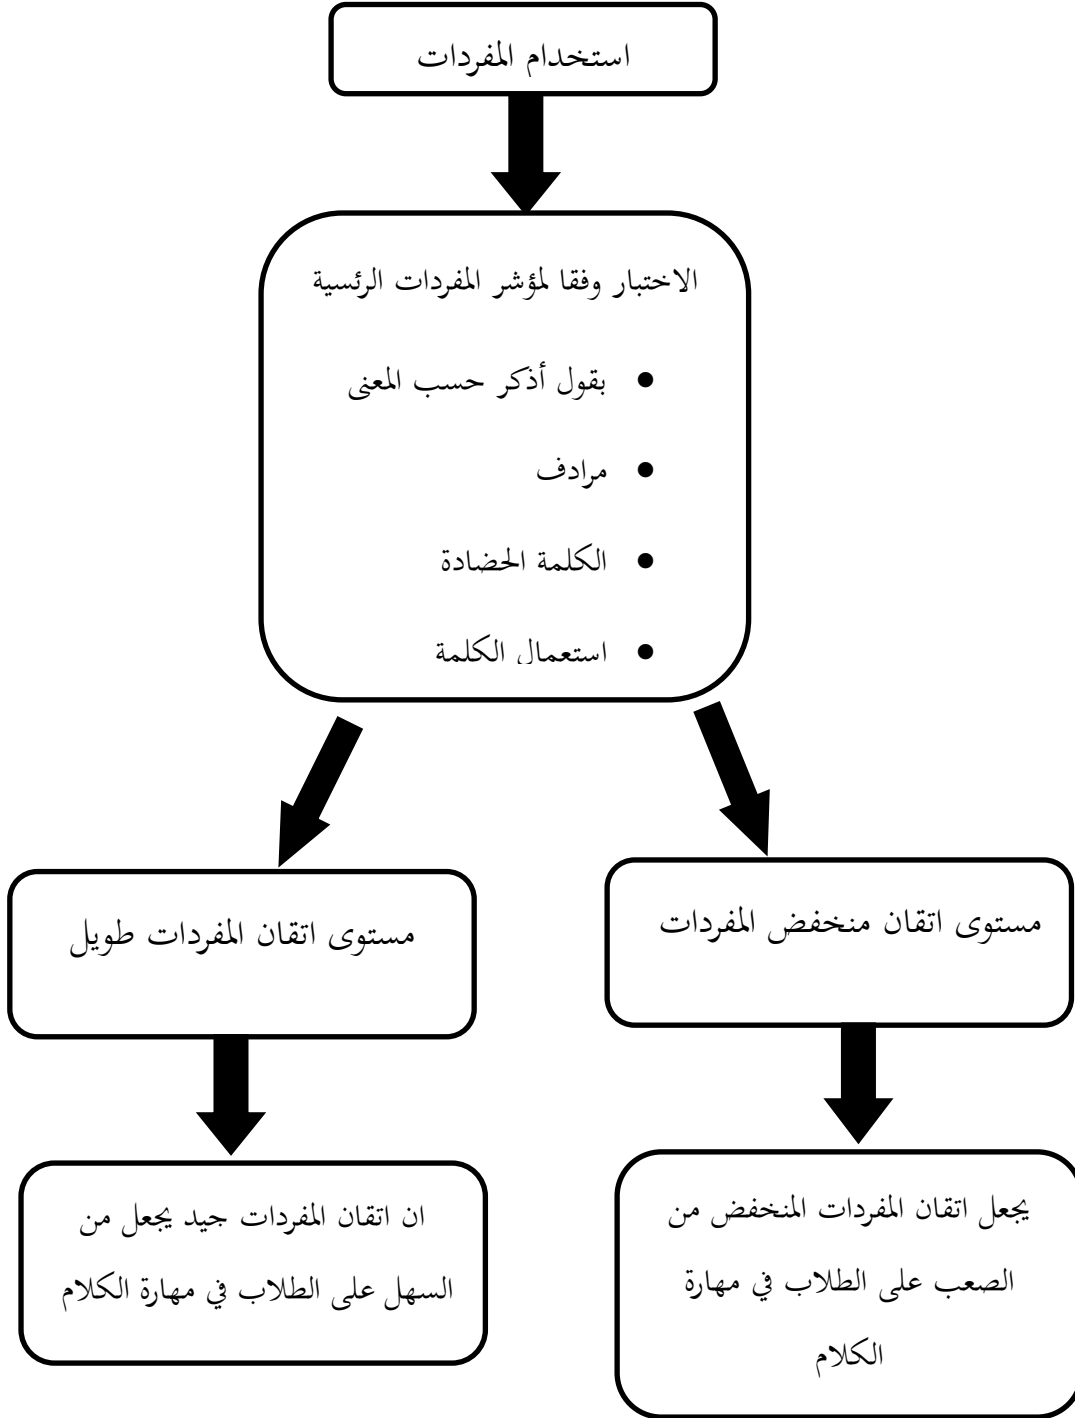 استخدام المفردات
الاختبار وفقا لمؤشر المفردات الرئسية
• بقول أذكر حسب المعنى
• مرادف
• الكلمة الحضادة
• استعمال الكلمة
مستوى اتقان منخفض المفردات
مستوى اتقان المفردات طويل
يجعل اتقان المفردات المنخفض من
الصعب على الطلاب في مهارة
الكلام
ان اتقان المفردات جيد يجعل من
السهل على الطلاب في مهارة الكلام